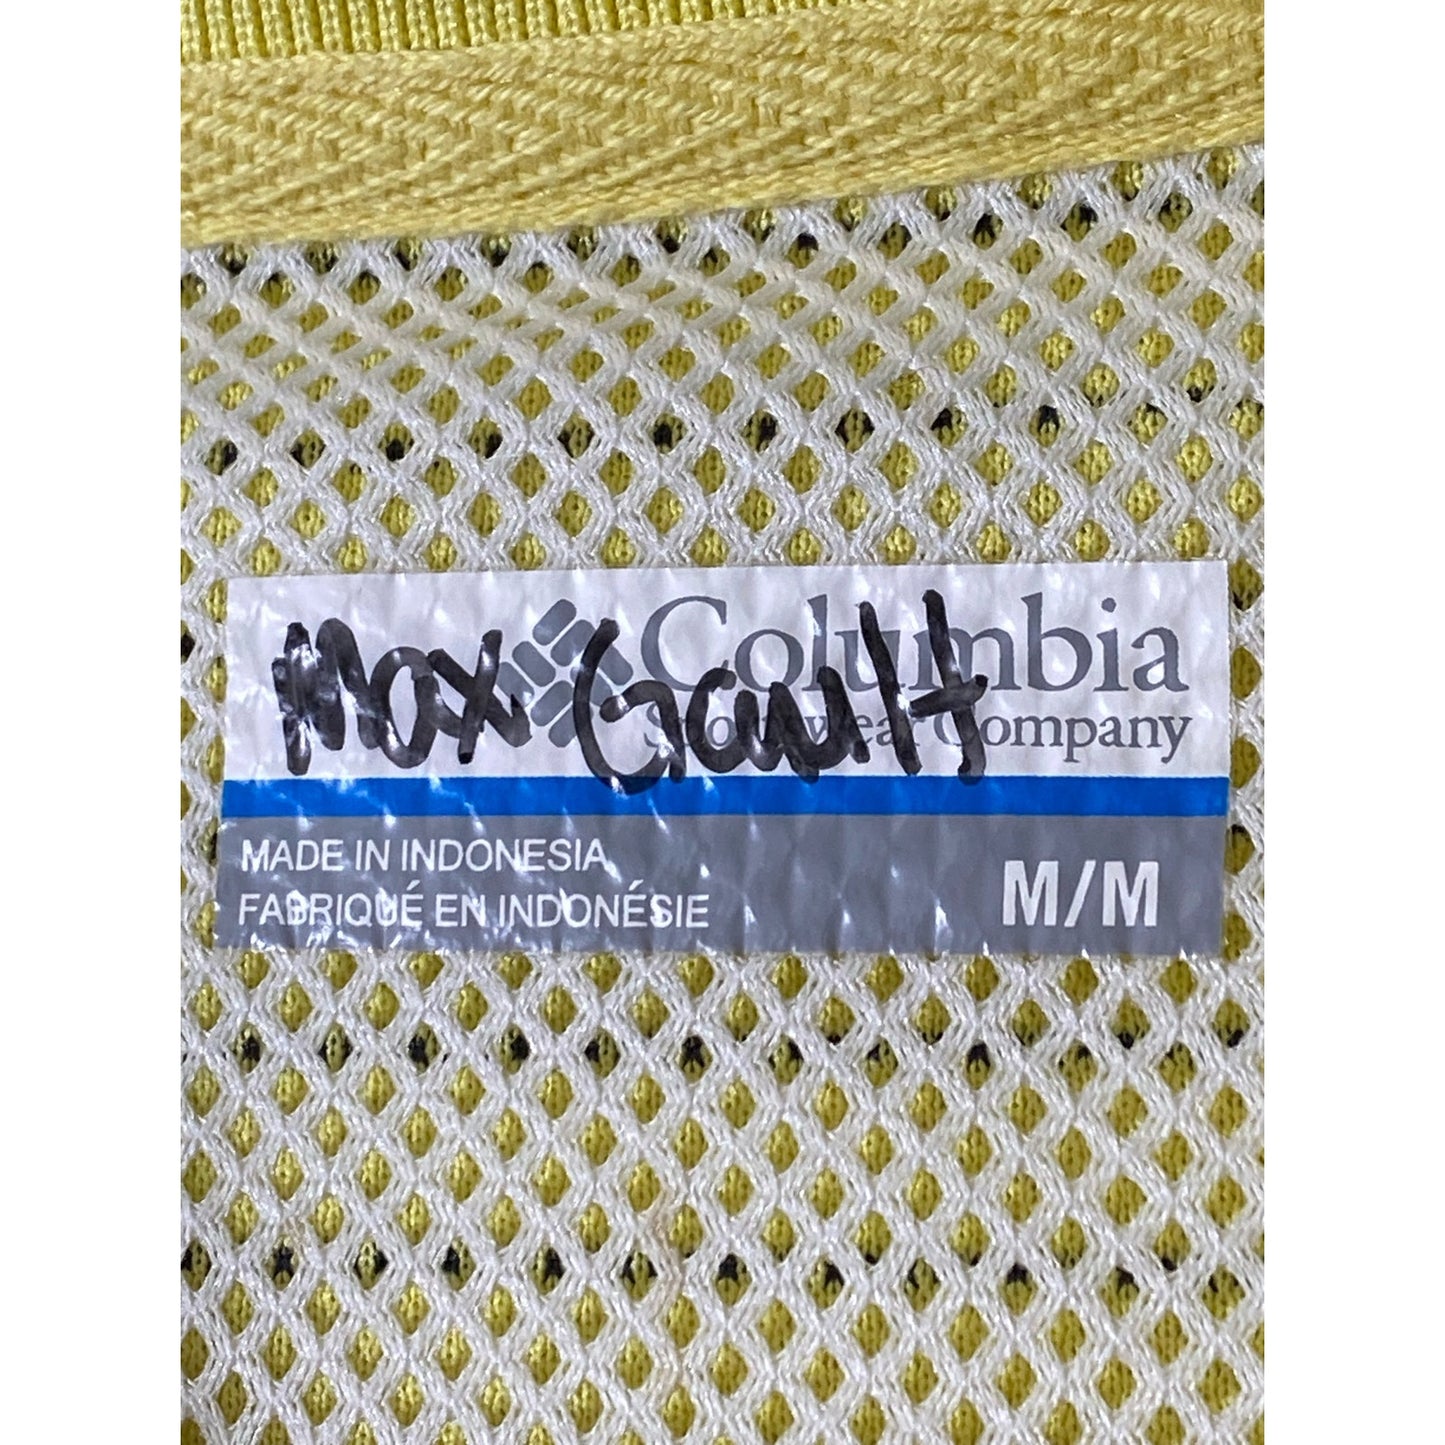 Max Gault
Columbia
Sportswear Company
MADE IN INDONESIA
FABRIQUÉ EN INDONÉSIE
M/M